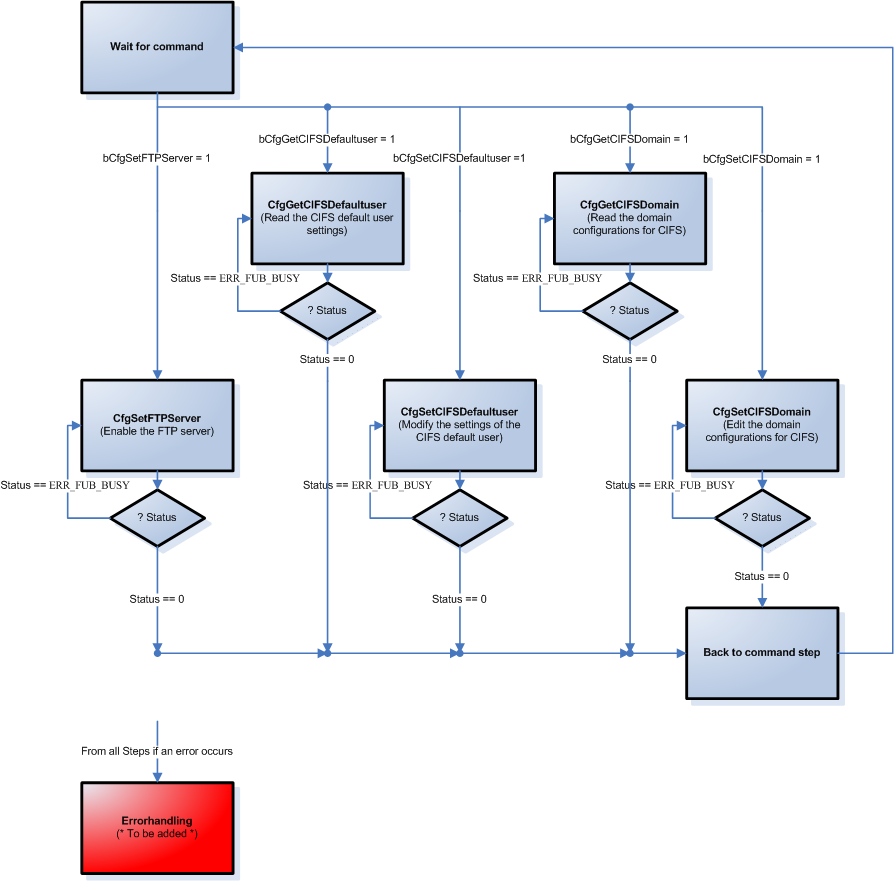 Wait for command
bCfgGetCIFSDefaultuser = 1
bCfgGetCIFSDomain = 1
bCfgSetFTPServer = 1
bCfgSetCIFSDefaultuser =1
bCfgSetCIFSDomain = 1
CfgGetCIFSDefaultuser
(Read the CIFS default user
settings)
CfgGetCIFSDomain
(Read the domain
configurations for CIFS)
Status == ERR_FUB_BUSY
Status == ERR_FUB_BUSY
? Status
? Status
Status == 0
Status == 0
CfgSetFTPServer
(Enable the FTP server)
CfgSetCIFSDefaultuser
(Modify the settings of the
CIFS default user)
CfgSetCIFSDomain
(Edit the domain
configurations for CIFS)
Status == ERR_FUB_BUSY
Status == ERR_FUB_BUSY
Status == ERR_FUB_BUSY
? Status
? Status
? Status
Status == 0
Status == 0
Status == 0
Back to command step
From all Steps if an error occurs
Errorhandling
(* To be added *)